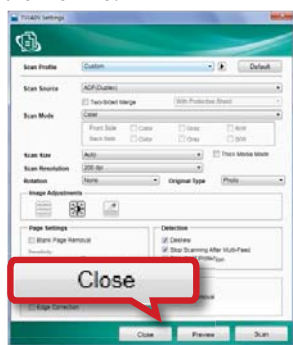 TWAIN Settings
Scan Profile Custom Default
Scan Source ADF(Duplex)
Two-Sided Merge With Protective Sheet
Scan Mode Color
Front Side Color Gray B/W
Back Side Color Gray B/W
Scan Size Auto Thick Media Mode
Scan Resolution 200 dpi
Rotation None Original Type Photo
Image Adjustments
Page Settings
Blank Page Removal
Detection
Deskew
Stop Scanning After Multi-Feed
Close
Edge Correction
Close Preview Scan